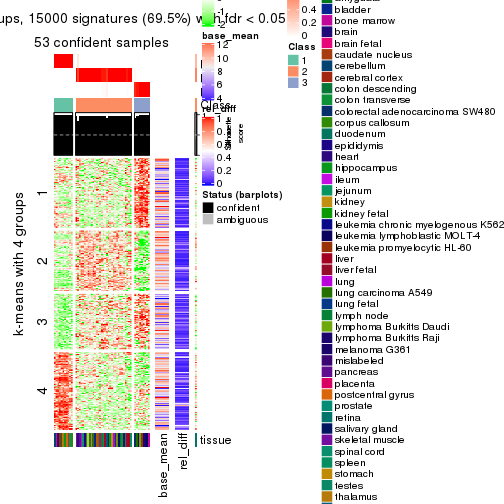 ups, 15000 signatures (69.5%) with fdr < 0.05
53 confident samples
k-means with 4 groups
1
2
3
4
base_mean
rel_diff
tissue
Class
-2
base_mean
12
10
8
6
4
rel_diff
1
0.8
0.6
0.4
0.2
0
Silhouette
score
Status (barplots)
confident
ambiguous
0.4
0.2
0
Class
1
2
3
bladder
bone marrow
brain
brain fetal
caudate nucleus
cerebellum
cerebral cortex
colon descending
colon transverse
colorectal adenocarcinoma SW480
corpus callosum
duodenum
epididymis
heart
hippocampus
ileum
jejunum
kidney
kidney fetal
leukemia chronic myelogenous K562
leukemia lymphoblastic MOLT-4
leukemia promyelocytic HL-60
liver
liver fetal
lung
lung carcinoma A549
lung fetal
lymph node
lymphoma Burkitts Daudi
lymphoma Burkitts Raji
melanoma G361
mislabeled
pancreas
placenta
postcentral gyrus
prostate
retina
salivary gland
skeletal muscle
spinal cord
spleen
stomach
testes
thalamus